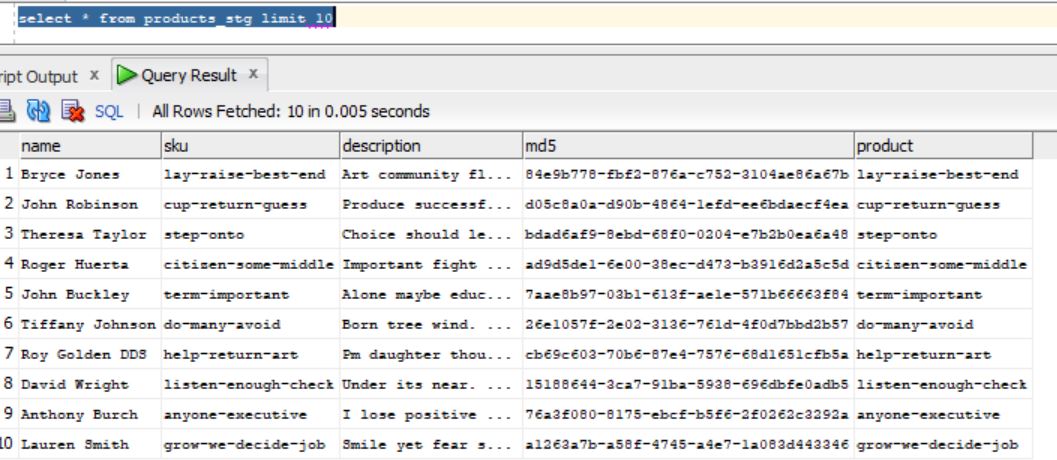 select * from products_stg limit 10
ript Output x Query Result x
SQL | All Rows Fetched: 10 in 0.005 seconds
name sku description md5 product
1 Bryce Jones lay-raise-best-end Art community fl... 84e9b778-fbf2-876a-c752-3104ae86a67b lay-raise-best-end
2 John Robinson cup-return-guess Produce successf... d05c8a0a-d90b-4864-1efd-ee6bdaecf4ea cup-return-guess
3 Theresa Taylor step-onto Choice should le... bdad6af9-8ebd-68f0-0204-e7b2b0ea6a48 step-onto
4 Roger Huerta citizen-some-middle Important fight ... ad9d5de1-6e00-38ec-d473-b3916d2a5c5d citizen-some-middle
5 John Buckley term-important Alone maybe educ... 7aae8b97-03b1-613f-ae1e-571b66663f84 term-important
6 Tiffany Johnson do-many-avoid Born tree wind. ... 26e1057f-2e02-3136-761d-4f0d7bbd2b57 do-many-avoid
7 Roy Golden DDS help-return-art Pm daughter thou... cb69c603-70b6-87e4-7576-68d1651cfb5a help-return-art
8 David Wright listen-enough-check Under its near. ... 15188644-3ca7-91ba-5938-696dbfe0adb5 listen-enough-check
9 Anthony Burch anyone-executive I lose positive ... 76a3f080-8175-ebcf-b5f6-2f0262c3292a anyone-executive
10 Lauren Smith grow-we-decide-job Smile yet fear s... a1263a7b-a58f-4745-a4e7-1a083d443346 grow-we-decide-job